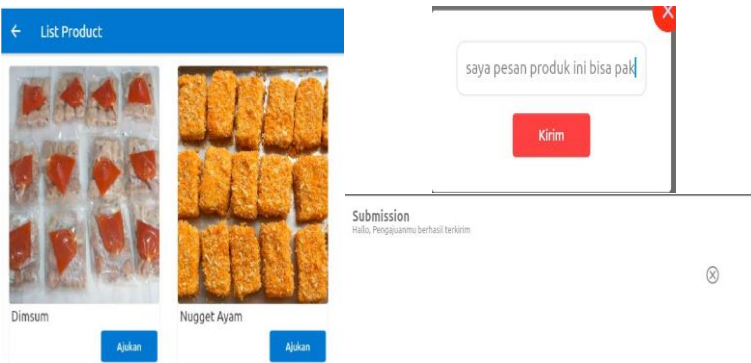 List Product
Dimsum
Nugget Ayam
Ajukan
Ajukan
X
saya pesan produk ini bisa pak
Kirim
Submission
Hallo, Pengajuanmu berhasil terkirim